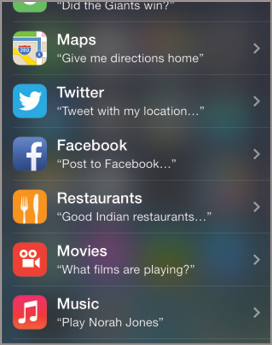 “Did the Giants win?”
Maps
“Give me directions home”
Twitter
“Tweet with my location...”
Facebook
“Post to Facebook...”
Restaurants
“Good Indian restaurants...”
Movies
“What films are playing?”
Music
“Play Norah Jones”